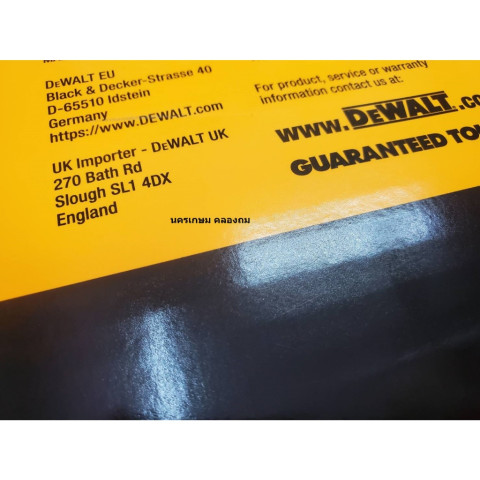 DEWALT EU
Black & Decker-Strasse 40
D-65510 Idstein
Germany
https://www.DEWALT.com
UK Importer - DEWALT UK
270 Bath Rd
Slough SL1 4DX
England
For product, service or warranty
information contact us at:
www.DEWALT.co
GUARANTEED TO
นครเกษม คลองถม